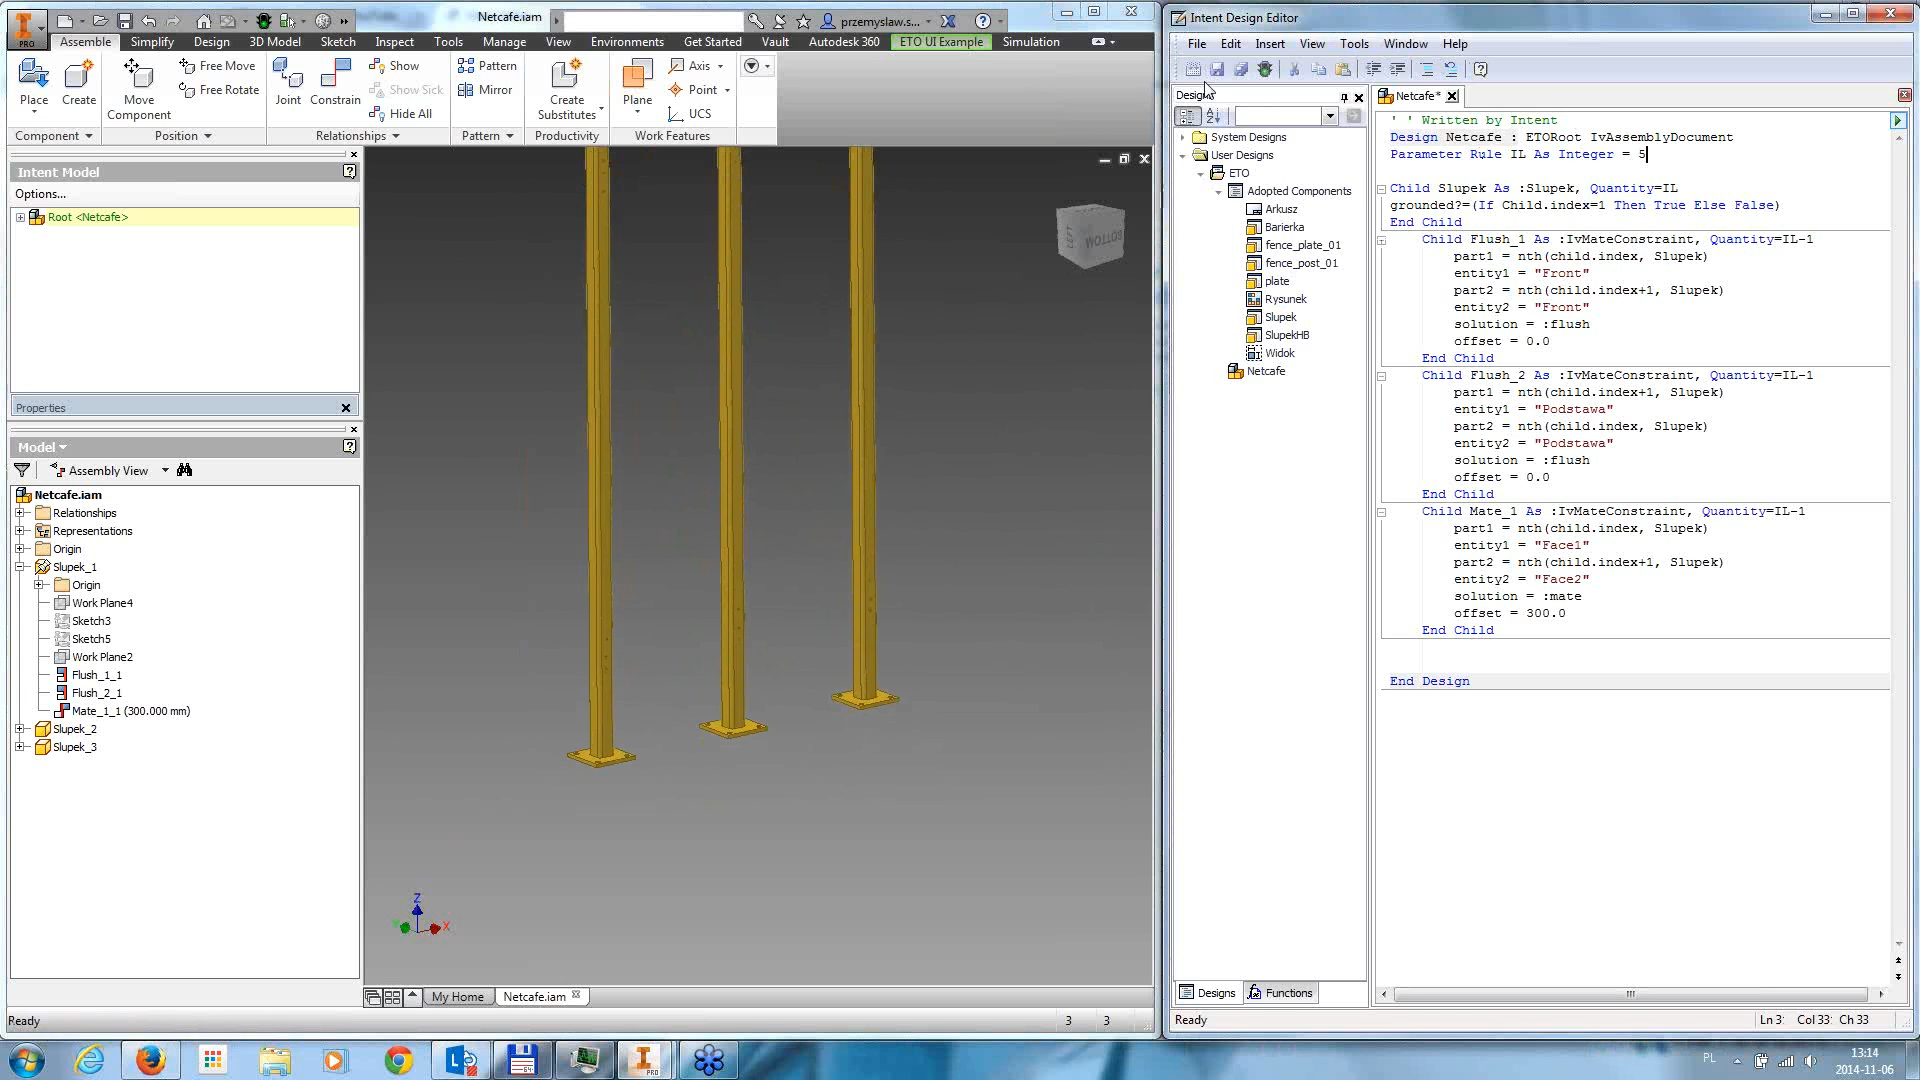 PRO
Netcafe.iam
przemyslaw.s...
Assemble Simplify Design 3D Model Sketch Inspect Tools Manage View Environments Get Started Vault Autodesk 360 ETO UI Example Simulation
Place
Create
Move
Component
Free Move
Free Rotate
Joint
Constrain
Show
Show Sick
Hide All
Pattern
Mirror
Create
Substitutes
Plane
Axis
Point
UCS
Component Position Relationships Pattern Productivity Work Features
Intent Model
Options...
Root <Netcafe>
Properties
Model
Assembly View
Netcafe.iam
Relationships
Representations
Origin
Slupek_1
Origin
Work Plane4
Sketch3
Sketch5
Work Plane2
Flush_1_1
Flush_2_1
Mate_1_1 (300.000 mm)
Slupek_2
Slupek_3
LEFT
BOTTOM
Z
X
My Home
Netcafe.iam
Ready
3 3
Intent Design Editor
File Edit Insert View Tools Window Help
Designs
System Designs
User Designs
ETO
Adopted Components
Arkusz
Barierka
fence_plate_01
fence_post_01
plate
Rysunek
Slupek
SlupekHB
Widok
Netcafe
Designs Functions
Netcafe*
' ' Written by Intent
Design Netcafe : ETORoot IvAssemblyDocument
Parameter Rule IL As Integer = 5
Child Slupek As :Slupek, Quantity=IL
grounded?=(If Child.index=1 Then True Else False)
End Child
Child Flush_1 As :IvMateConstraint, Quantity=IL-1
part1 = nth(child.index, Slupek)
entity1 = "Front"
part2 = nth(child.index+1, Slupek)
entity2 = "Front"
solution = :flush
offset = 0.0
End Child
Child Flush_2 As :IvMateConstraint, Quantity=IL-1
part1 = nth(child.index+1, Slupek)
entity1 = "Podstawa"
part2 = nth(child.index, Slupek)
entity2 = "Podstawa"
solution = :flush
offset = 0.0
End Child
Child Mate_1 As :IvMateConstraint, Quantity=IL-1
part1 = nth(child.index, Slupek)
entity1 = "Face1"
part2 = nth(child.index+1, Slupek)
entity2 = "Face2"
solution = :mate
offset = 300.0
End Child
End Design
Ready
Ln 3 Col 33 Ch 33
64
PRO
PL
13:14
2014-11-06